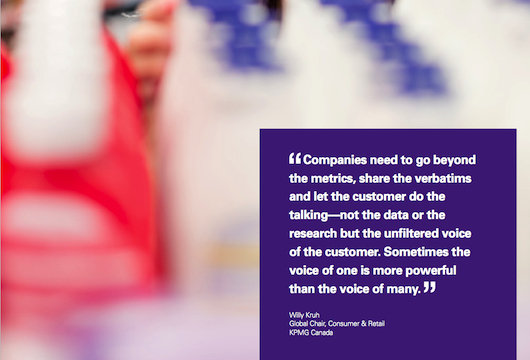 “Companies need to go beyond
the metrics, share the verbatims
and let the customer do the
talking—not the data or the
research but the unfiltered voice
of the customer. Sometimes the
voice of one is more powerful
than the voice of many.”
Willy Kruh
Global Chair, Consumer & Retail
KPMG Canada